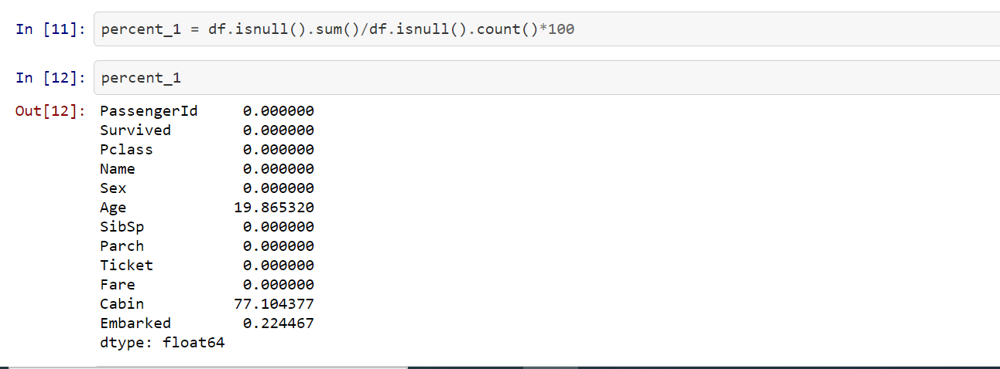 In [11]: percent_1 = df.isnull().sum()/df.isnull().count()*100
In [12]: percent_1
Out[12]: PassengerId     0.000000
Survived        0.000000
Pclass          0.000000
Name            0.000000
Sex             0.000000
Age            19.865320
SibSp           0.000000
Parch           0.000000
Ticket          0.000000
Fare            0.000000
Cabin          77.104377
Embarked        0.224467
dtype: float64